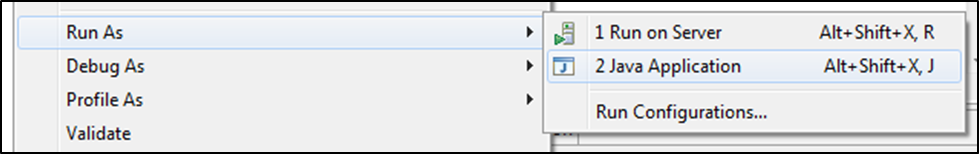 Run As
Debug As
Profile As
Validate
1 Run on Server Alt+Shift+X, R
2 Java Application Alt+Shift+X, J
Run Configurations...